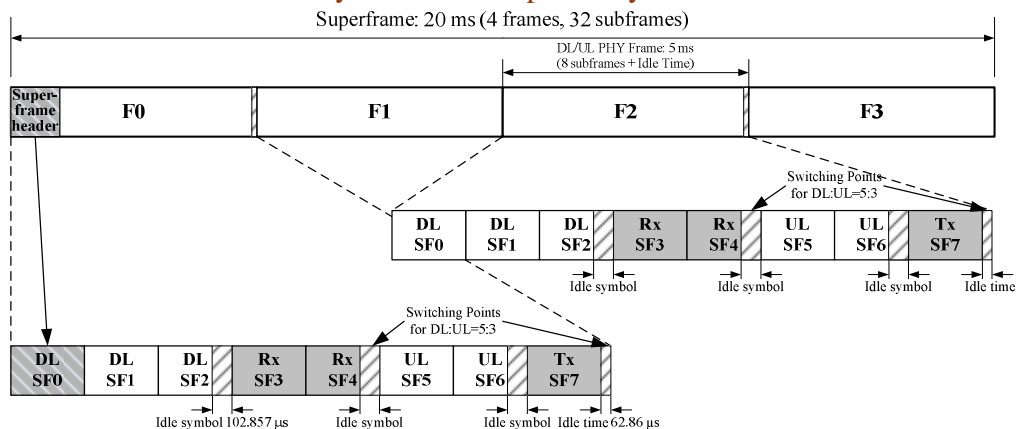 Superframe: 20 ms (4 frames, 32 subframes)
DL/UL PHY Frame: 5 ms
(8 subframes + Idle Time)
Super-
frame
header
F0
F1
F2
F3
Switching Points
for DL:UL=5:3
DL
SF0
DL
SF1
DL
SF2
Rx
SF3
Rx
SF4
UL
SF5
UL
SF6
Tx
SF7
Idle symbol
Idle symbol
Idle symbol
Idle time
Switching Points
for DL:UL=5:3
DL
SF0
DL
SF1
DL
SF2
Rx
SF3
Rx
SF4
UL
SF5
UL
SF6
Tx
SF7
Idle symbol 102.857 µs
Idle symbol
Idle symbol
Idle time 62.86 µs